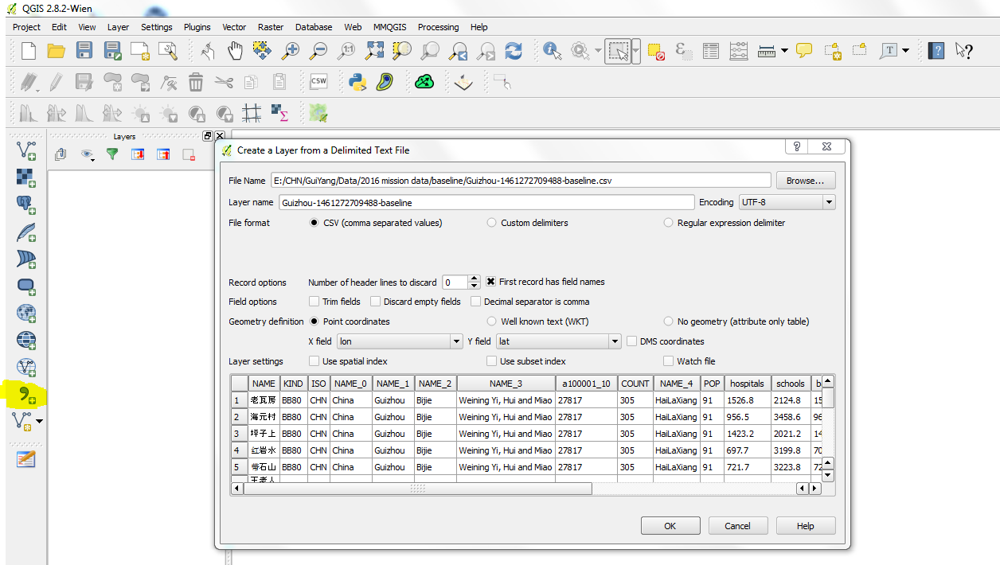 QGIS 2.8.2-Wien
Project Edit View Layer Settings Plugins Vector Raster Database Web MMQGIS Processing Help
1:1
T
?
?
CSW
Σ
Layers
Create a Layer from a Delimited Text File
?
File Name E:/CHN/GuiYang/Data/2016 mission data/baseline/Guizhou-1461272709488-baseline.csv Browse...
Layer name Guizhou-1461272709488-baseline Encoding UTF-8
File format CSV (comma separated values) Custom delimiters Regular expression delimiter
Record options Number of header lines to discard 0 First record has field names
Field options Trim fields Discard empty fields Decimal separator is comma
Geometry definition Point coordinates Well known text (WKT) No geometry (attribute only table)
X field lon Y field lat DMS coordinates
Layer settings Use spatial index Use subset index Watch file
NAME KIND ISO NAME_0 NAME_1 NAME_2 NAME_3 a100001_10 COUNT NAME_4 POP hospitals schools b
1 老瓦房 BB80 CHN China Guizhou Bijie Weining Yi, Hui and Miao 27817 305 HaiLaXiang 91 1526.8 2124.8 15
2 海元村 BB80 CHN China Guizhou Bijie Weining Yi, Hui and Miao 27817 305 HaiLaXiang 91 956.5 3458.6 96
3 坪子上 BB80 CHN China Guizhou Bijie Weining Yi, Hui and Miao 27817 305 HaiLaXiang 91 1423.2 2021.2 14
4 红岩水 BB80 CHN China Guizhou Bijie Weining Yi, Hui and Miao 27817 305 HaiLaXiang 91 697.7 3199.8 70
5 带石山 BB80 CHN China Guizhou Bijie Weining Yi, Hui and Miao 27817 305 HaiLaXiang 91 721.7 3223.8 72
王老人
OK Cancel Help